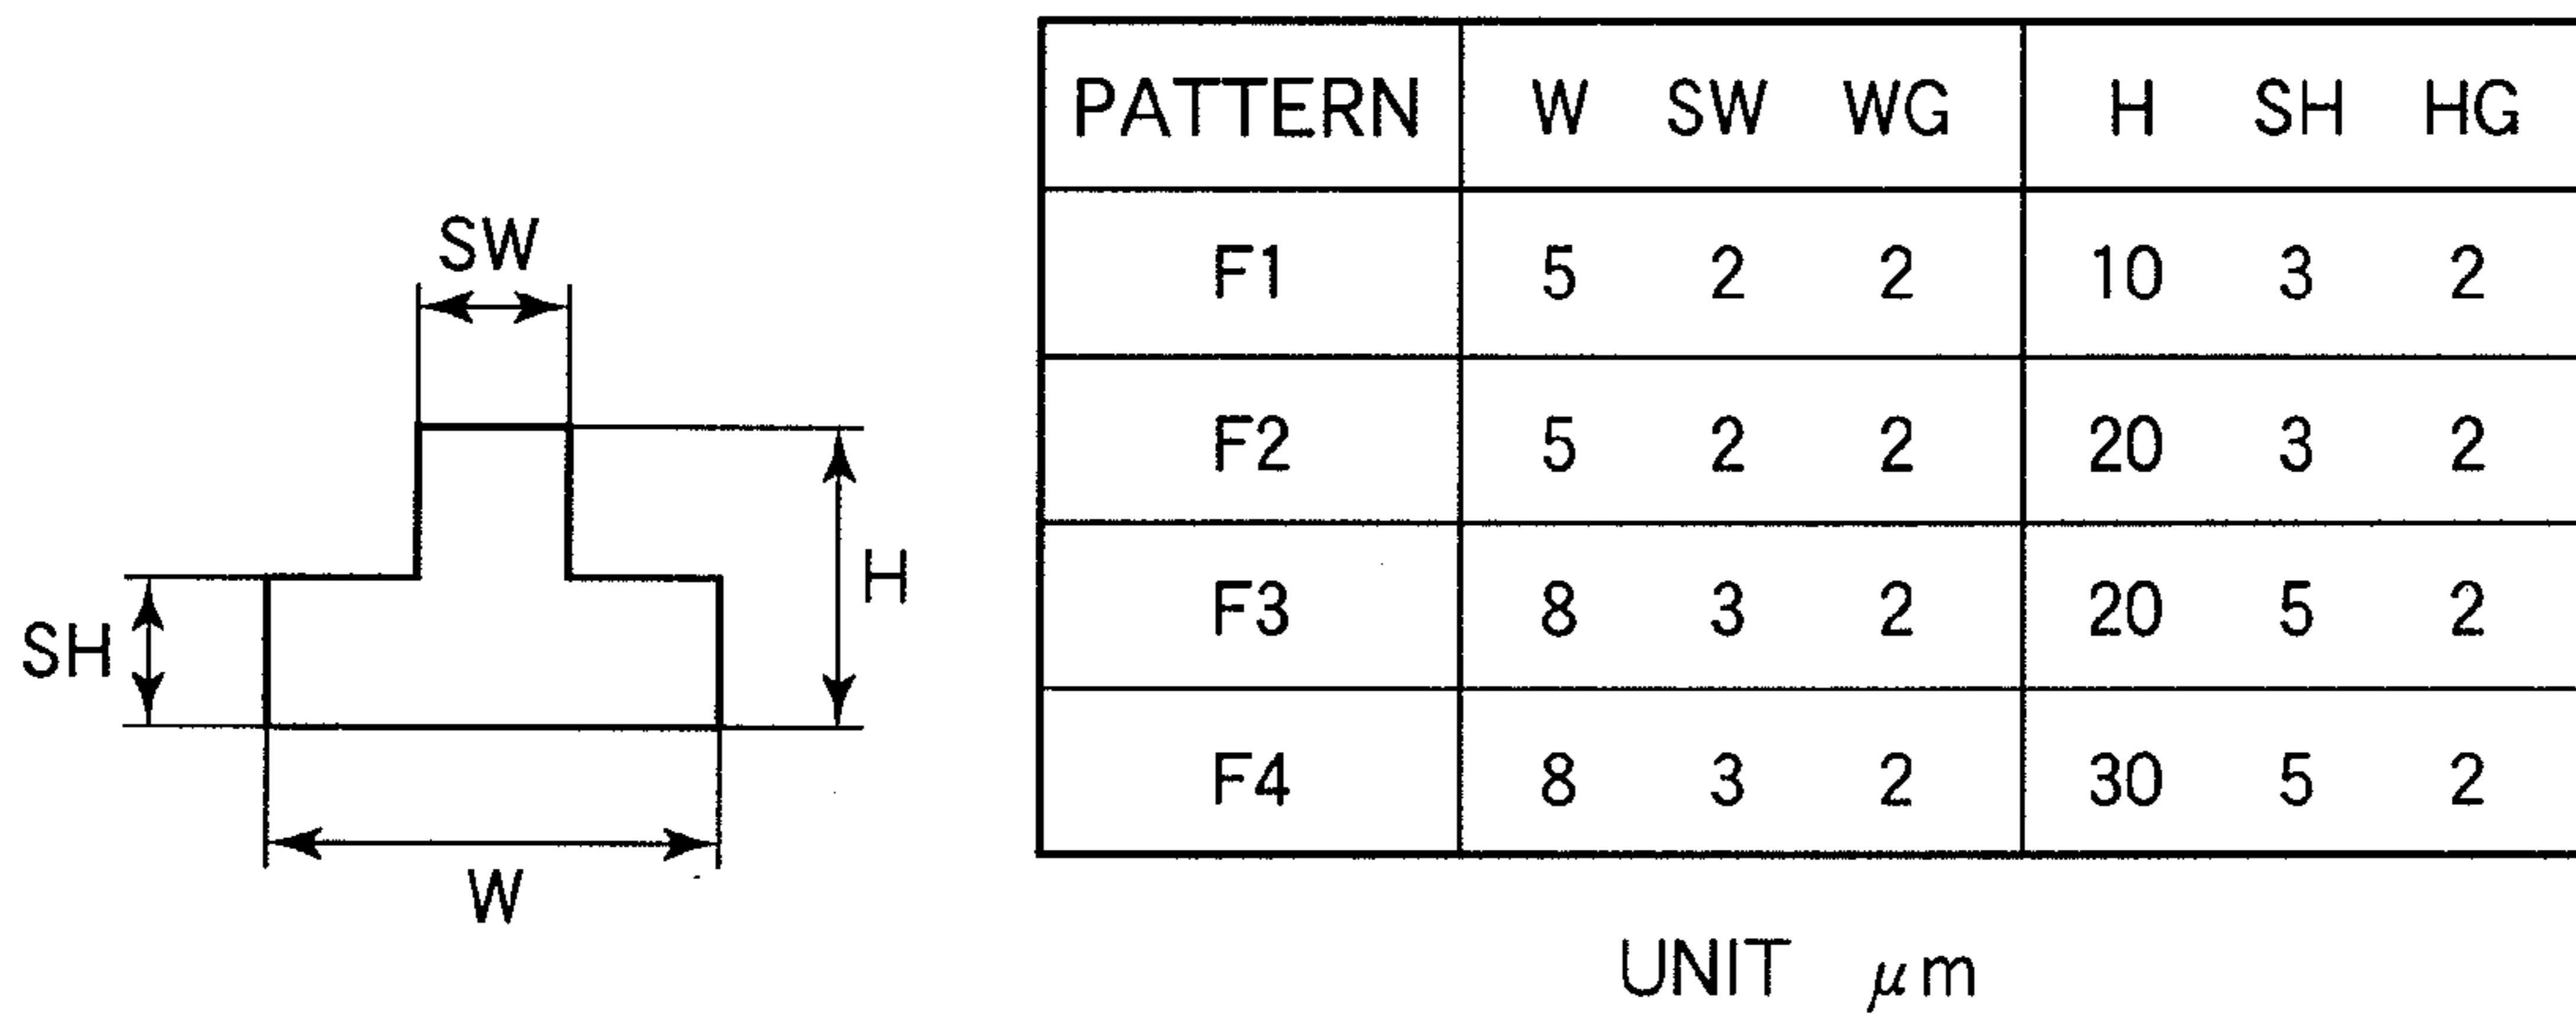 SW
SH
H
W
PATTERN W SW WG H SH HG
F1 5 2 2 10 3 2
F2 5 2 2 20 3 2
F3 8 3 2 20 5 2
F4 8 3 2 30 5 2
UNIT μm